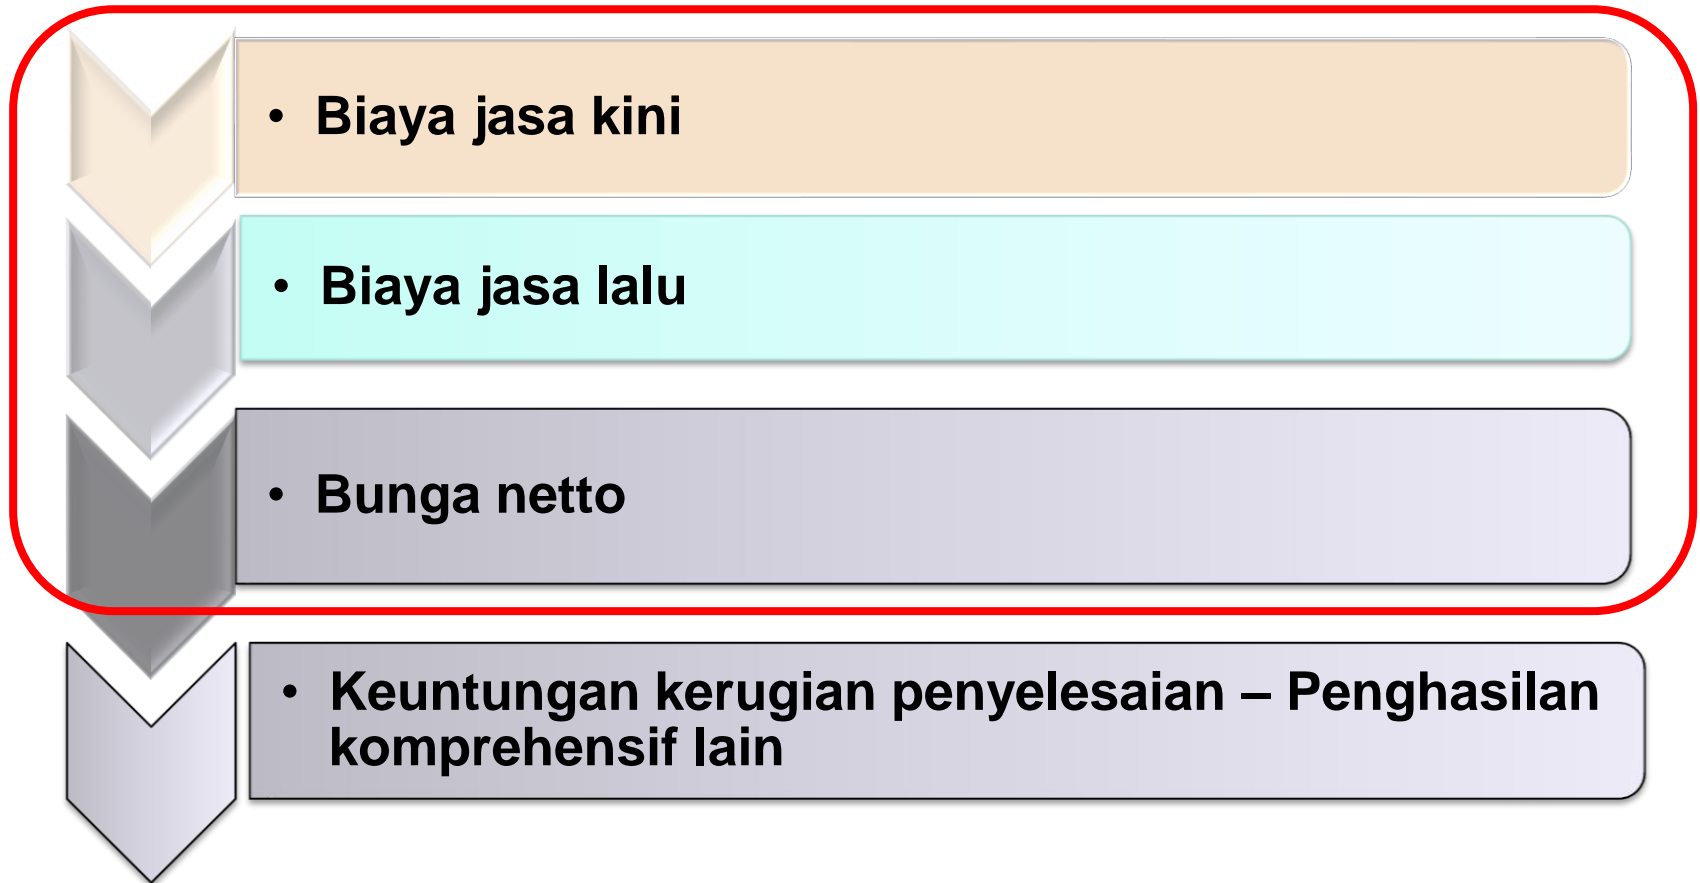 • Biaya jasa kini
• Biaya jasa lalu
• Bunga netto
• Keuntungan kerugian penyelesaian – Penghasilan
komprehensif lain